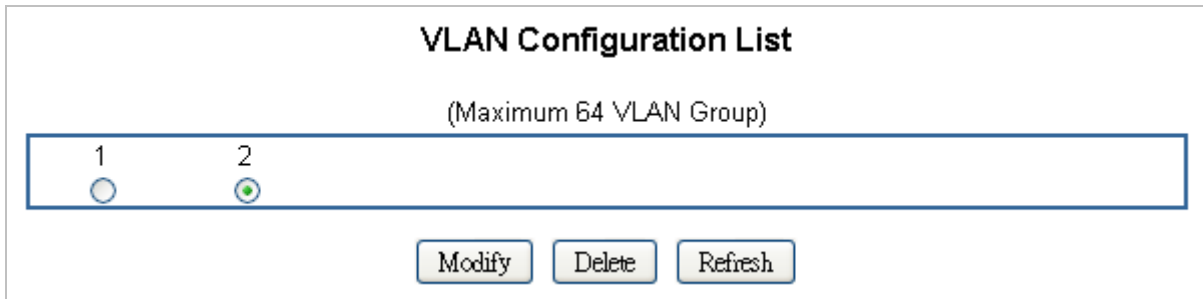 VLAN Configuration List
(Maximum 64 VLAN Group)
1 2
Modify Delete Refresh